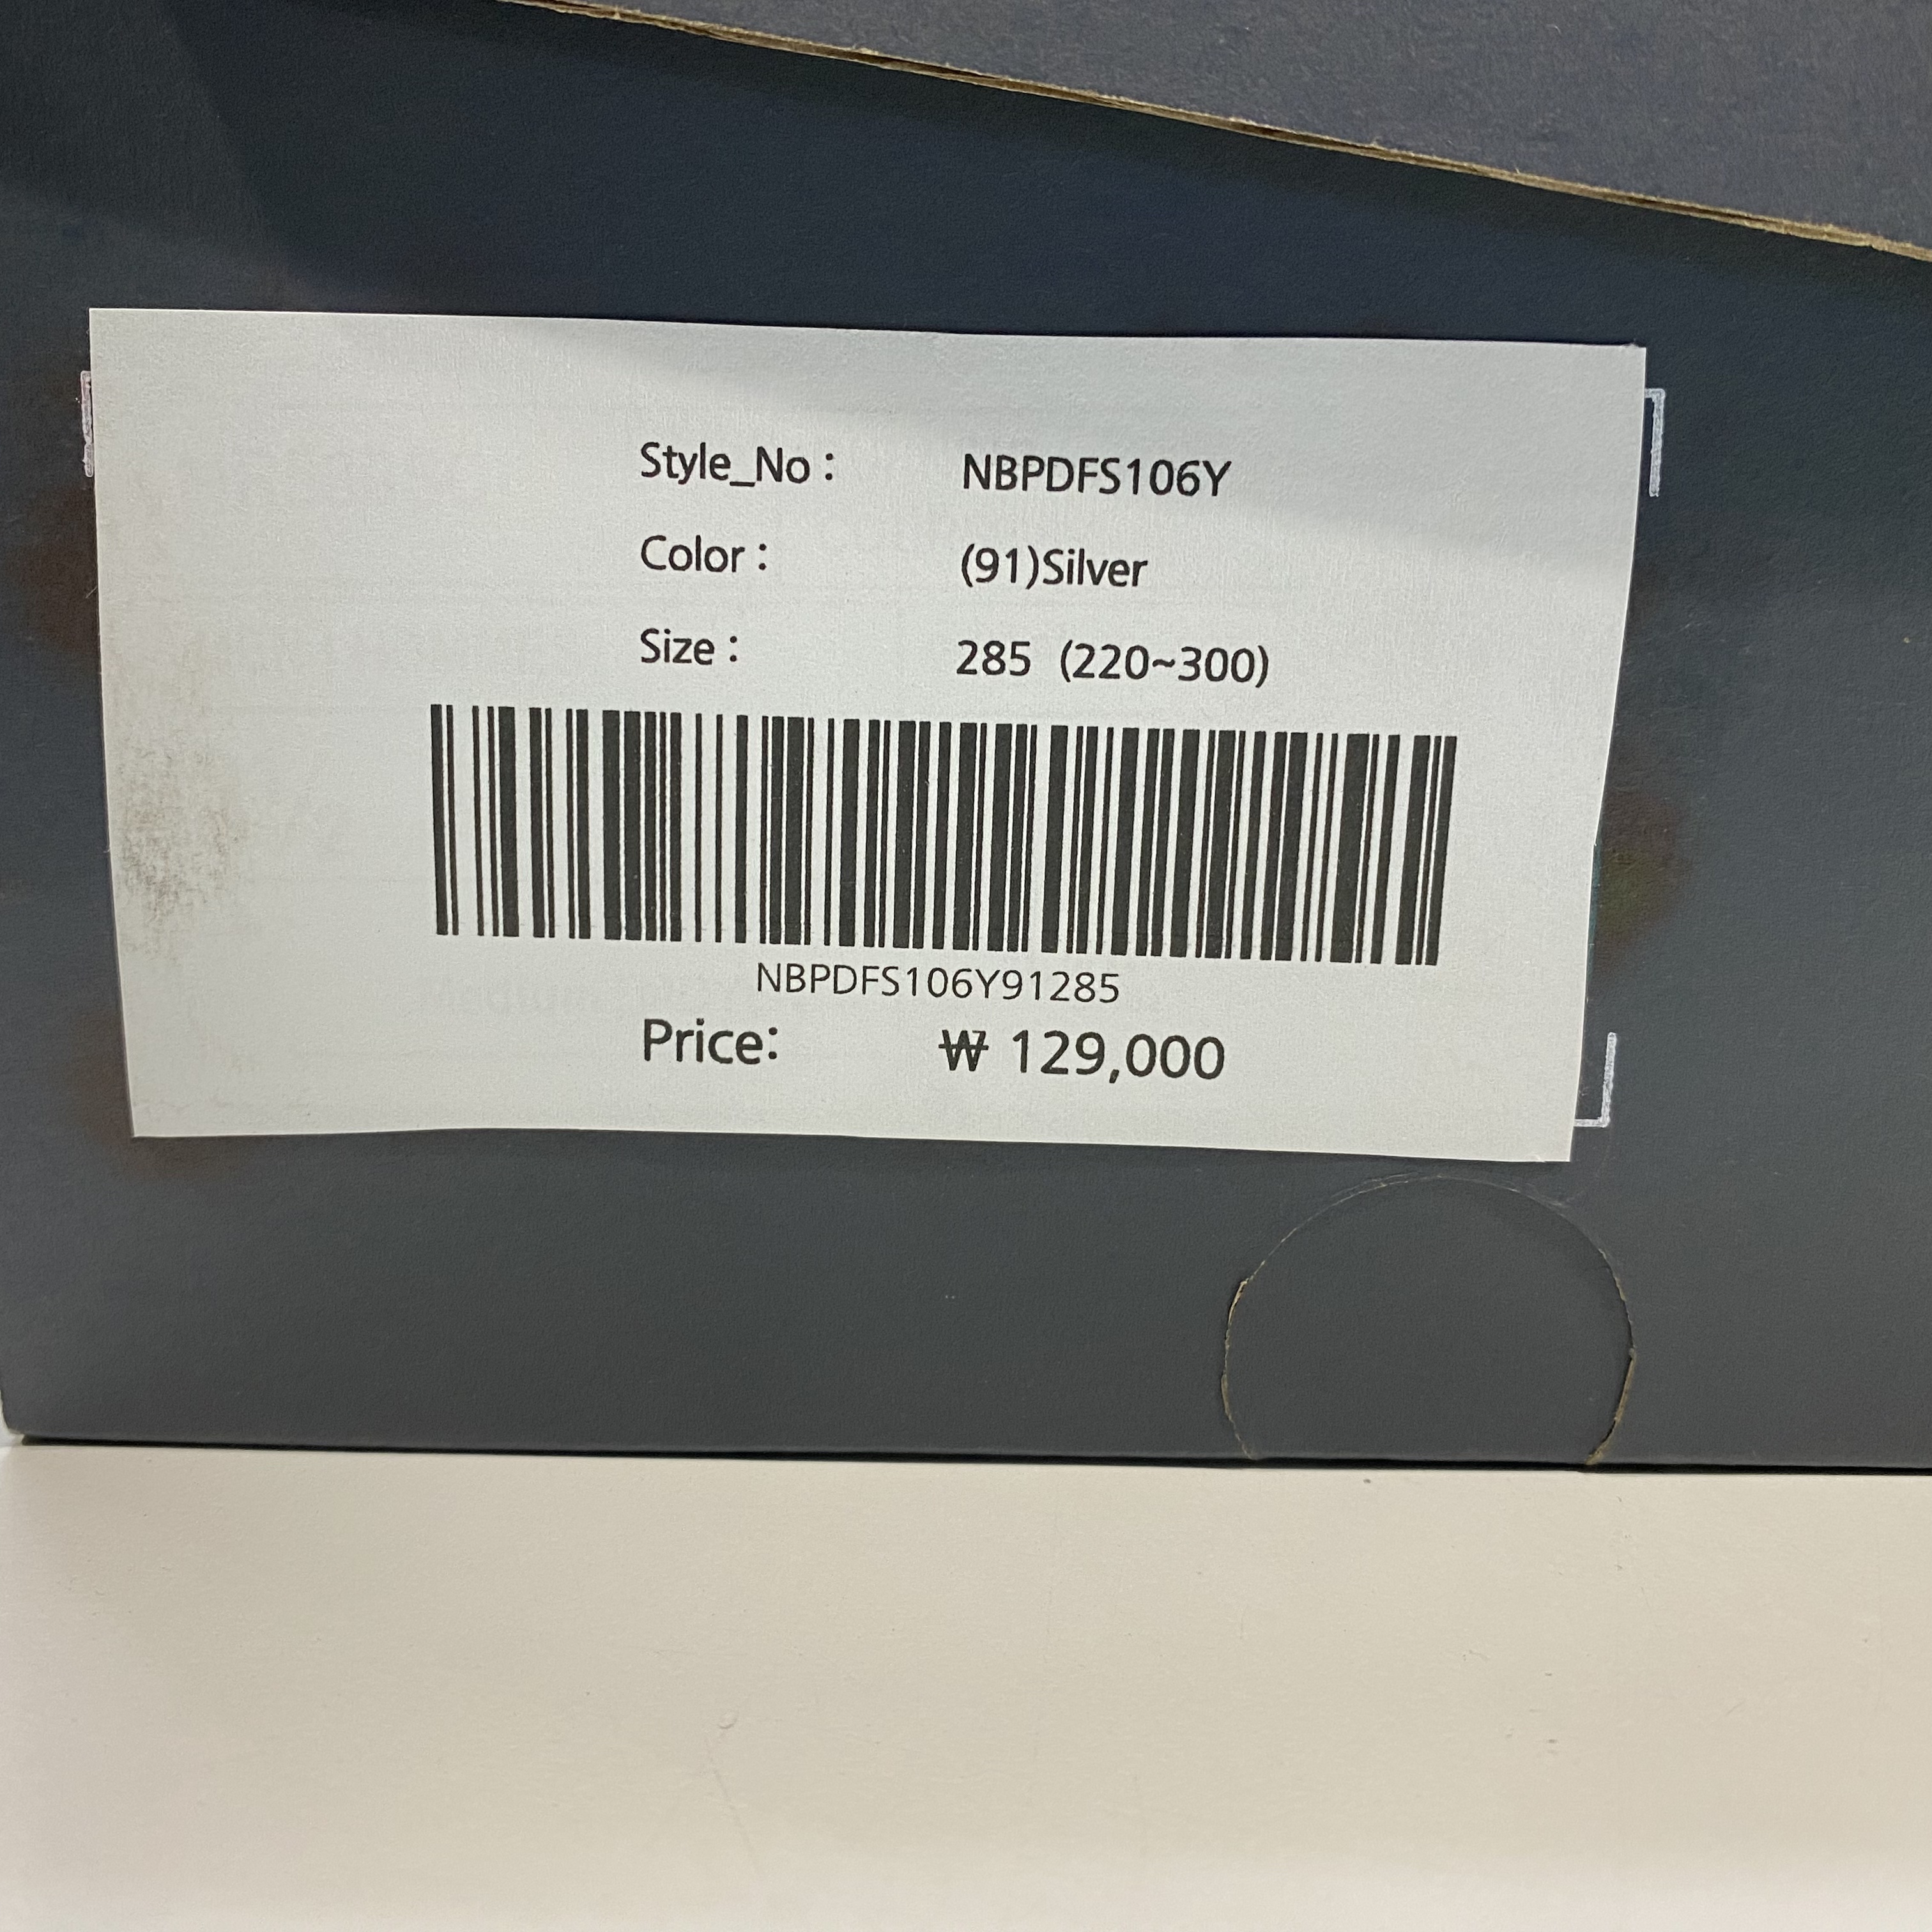 Style_No : NBPDFS106Y
Color : (91)Silver
Size : 285 (220~300)
NBPDFS106Y91285
Price: ₩ 129,000